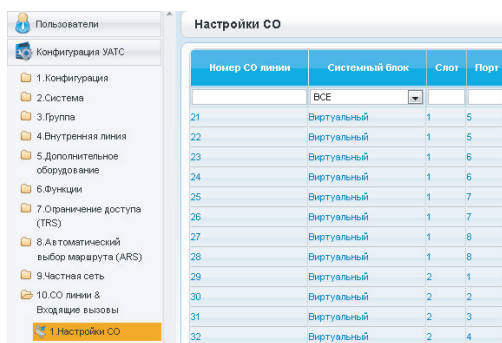 Пользователи
Конфигурация УАТС
1.Конфигурация
2.Система
3.Группа
4.Внутренняя линия
5.Дополнительное
оборудование
6.Функции
7.Ограничение доступа
(TRS)
8.Автоматический
выбор маршрута (ARS)
9.Частная сеть
10.CO линии &
Входящие вызовы
1.Настройки CO
Настройки CO
Номер CO линии Системный блок Слот Порт
ВСЕ
21 Виртуальный 1 5
22 Виртуальный 1 5
23 Виртуальный 1 6
24 Виртуальный 1 6
25 Виртуальный 1 7
26 Виртуальный 1 7
27 Виртуальный 1 8
28 Виртуальный 1 8
29 Виртуальный 2 1
30 Виртуальный 2 2
31 Виртуальный 2 3
32 Виртуальный 2 4